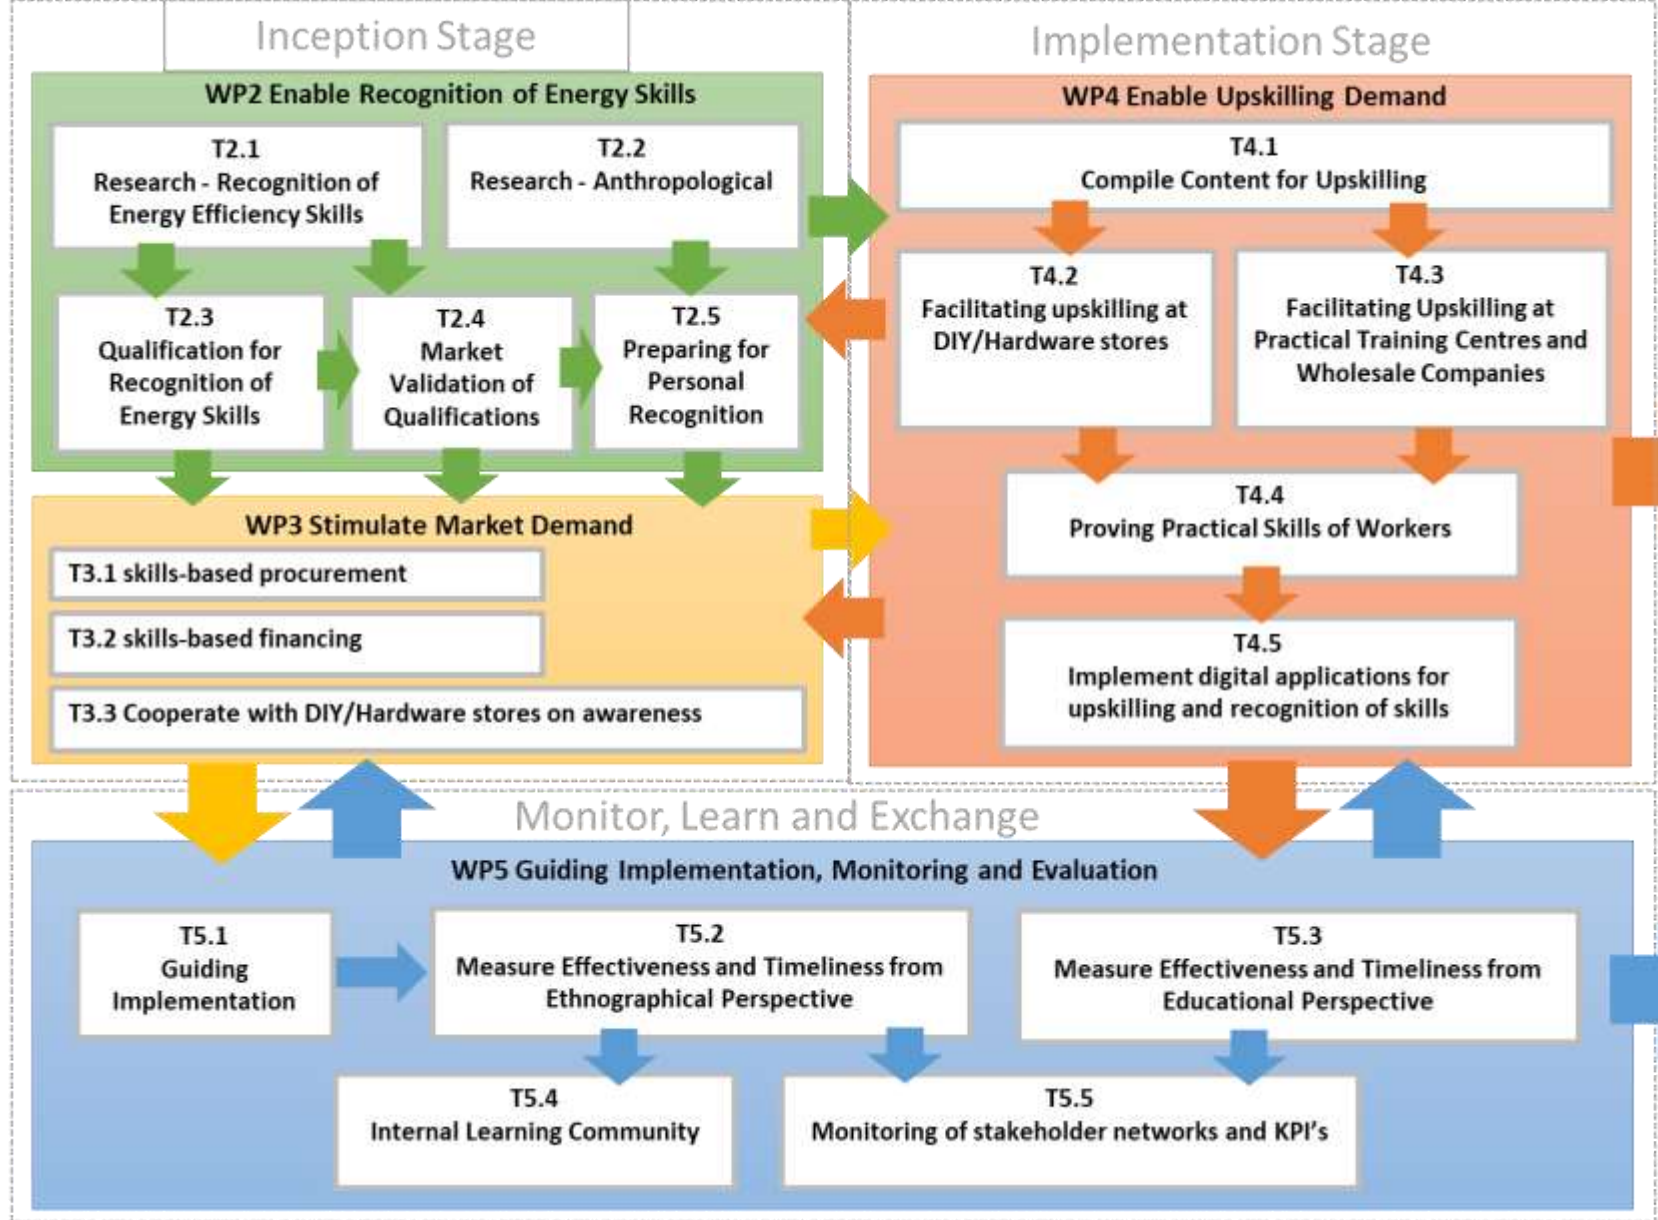 Inception Stage
Implementation Stage
WP2 Enable Recognition of Energy Skills
T2.1
Research - Recognition of
Energy Efficiency Skills
T2.2
Research - Anthropological
T2.3
Qualification for
Recognition of
Energy Skills
T2.4
Market
Validation of
Qualifications
T2.5
Preparing for
Personal
Recognition
WP3 Stimulate Market Demand
T3.1 skills-based procurement
T3.2 skills-based financing
T3.3 Cooperate with DIY/Hardware stores on awareness
WP4 Enable Upskilling Demand
T4.1
Compile Content for Upskilling
T4.2
Facilitating upskilling at
DIY/Hardware stores
T4.3
Facilitating Upskilling at
Practical Training Centres and
Wholesale Companies
T4.4
Proving Practical Skills of Workers
T4.5
Implement digital applications for
upskilling and recognition of skills
Monitor, Learn and Exchange
WP5 Guiding Implementation, Monitoring and Evaluation
T5.1
Guiding
Implementation
T5.2
Measure Effectiveness and Timeliness from
Ethnographical Perspective
T5.3
Measure Effectiveness and Timeliness from
Educational Perspective
T5.4
Internal Learning Community
T5.5
Monitoring of stakeholder networks and KPI's